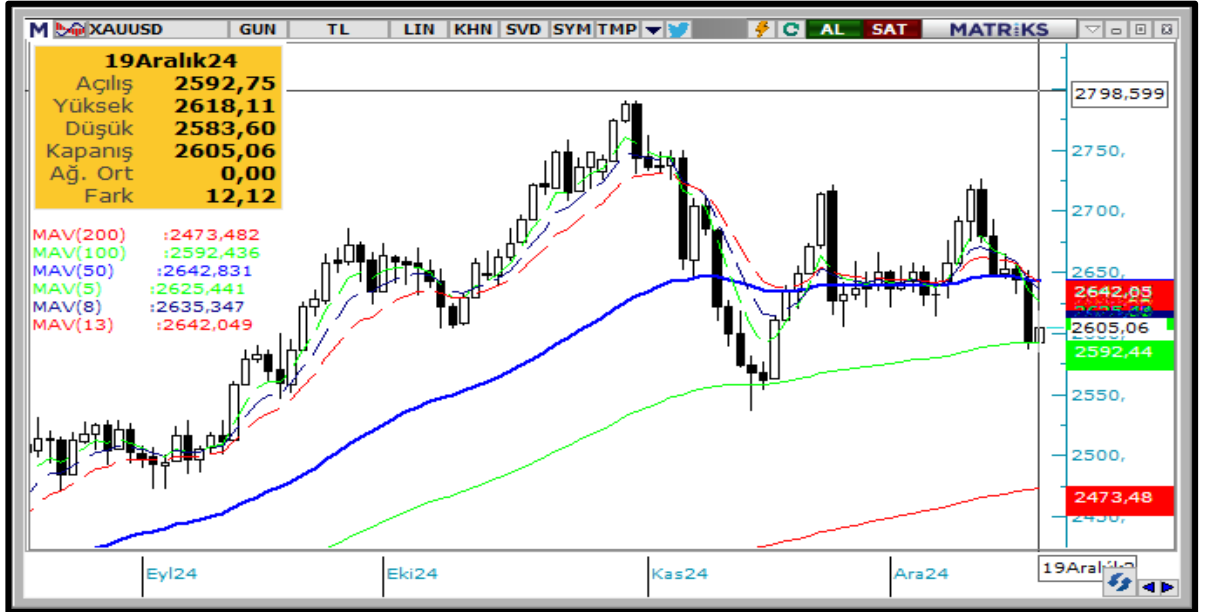 M XAUUSD GUN TL LIN KHN SVD SYM TMP C AL SAT MATRiKS
19Aralık24
Açılış 2592,75
Yüksek 2618,11
Düşük 2583,60
Kapanış 2605,06
Ağ. Ort 0,00
Fark 12,12
MAV(200) :2473,482
MAV(100) :2592,436
MAV(50) :2642,831
MAV(5) :2625,441
MAV(8) :2635,347
MAV(13) :2642,049
2798,599
2750,
2700,
2650,
2642,05
2605,06
2592,44
2550,
2500,
2473,48
2450,
Eyl24 Eki24 Kas24 Ara24